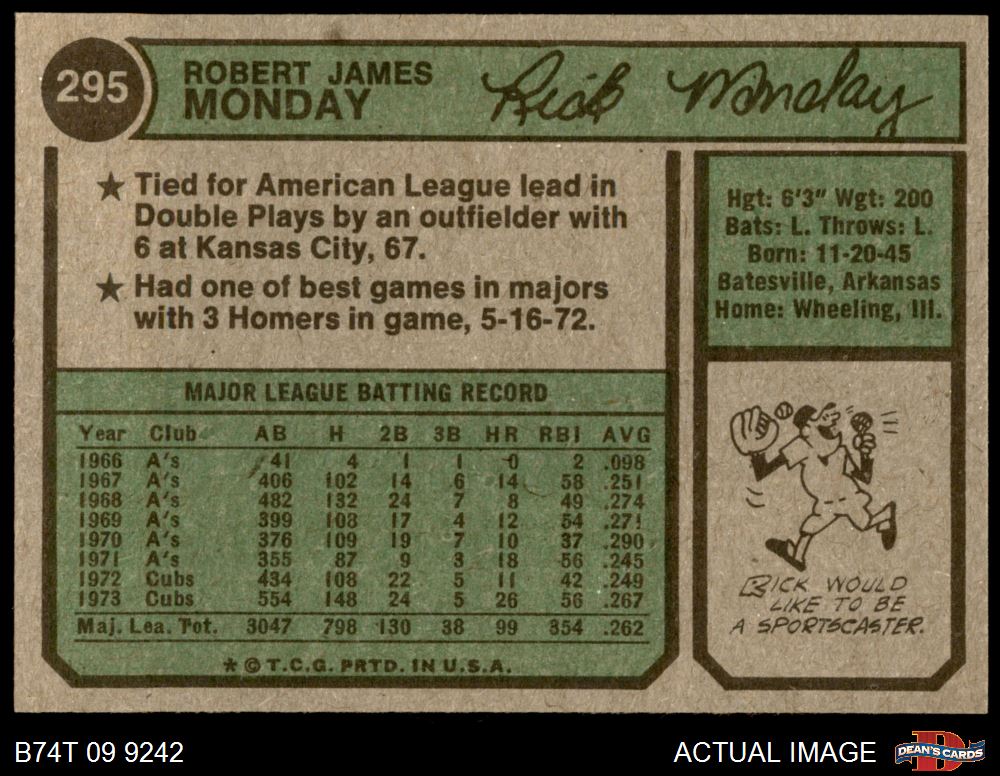 295
ROBERT JAMES
MONDAY
Rick Monday
★ Tied for American League lead in
Double Plays by an outfielder with
6 at Kansas City, 67.
★ Had one of best games in majors
with 3 Homers in game, 5-16-72.
Hgt: 6'3" Wgt: 200
Bats: L. Throws: L.
Born: 11-20-45
Batesville, Arkansas
Home: Wheeling, Ill.
MAJOR LEAGUE BATTING RECORD
Year Club AB H 2B 3B HR RBI AVG
1966 A's 41 4 1 1 0 2 .098
1967 A's 406 102 14 6 14 58 .251
1968 A's 482 132 24 7 8 49 .274
1969 A's 399 108 17 4 12 54 .271
1970 A's 376 109 19 7 10 37 .290
1971 A's 355 87 9 3 18 56 .245
1972 Cubs 434 108 22 5 11 42 .249
1973 Cubs 554 148 24 5 26 56 .267
Maj. Lea. Tot. 3047 798 130 38 99 354 .262
★ © T.C.G. PRTD. IN U.S.A.
RICK WOULD
LIKE TO BE
A SPORTSCASTER.
B74T 09 9242
ACTUAL IMAGE
DEAN'S CARDS